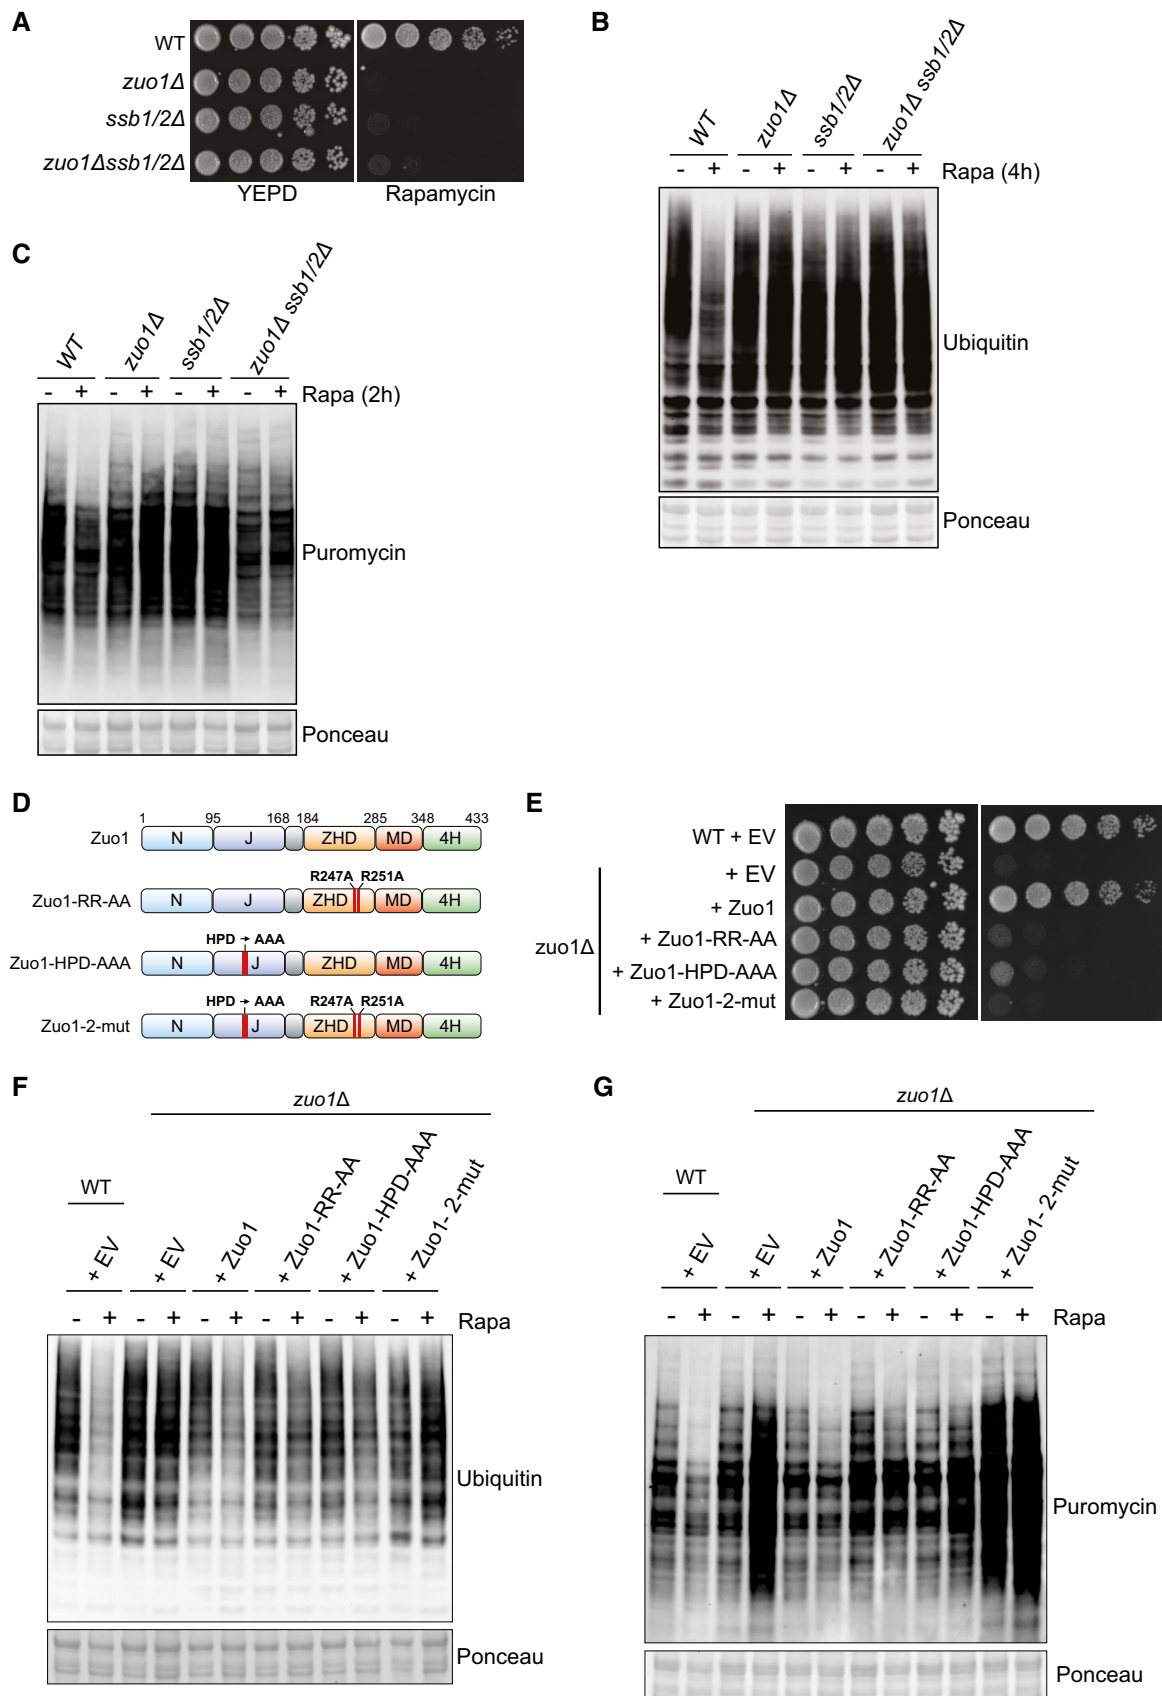 A
WT
zuo1Δ
ssb1/2Δ
zuo1Δssb1/2Δ
YEPD Rapamycin
B
WT zuo1Δ ssb1/2Δ zuo1Δ ssb1/2Δ
- + - + - + - + Rapa (4h)
Ubiquitin
Ponceau
C
WT zuo1Δ ssb1/2Δ zuo1Δ ssb1/2Δ
- + - + - + - + Rapa (2h)
Puromycin
Ponceau
D
1 95 168 184 285 348 433
Zuo1 N J ZHD MD 4H
R247A R251A
Zuo1-RR-AA N J ZHD MD 4H
HPD → AAA
Zuo1-HPD-AAA N J ZHD MD 4H
HPD → AAA R247A R251A
Zuo1-2-mut N J ZHD MD 4H
E
WT + EV
+ EV
+ Zuo1
zuo1Δ
+ Zuo1-RR-AA
+ Zuo1-HPD-AAA
+ Zuo1-2-mut
F
zuo1Δ
WT
+ EV + EV + Zuo1 + Zuo1-RR-AA + Zuo1-HPD-AAA + Zuo1- 2-mut
- + - + - + - + - + - + Rapa
Ubiquitin
Ponceau
G
zuo1Δ
WT
+ EV + EV + Zuo1 + Zuo1-RR-AA + Zuo1-HPD-AAA + Zuo1- 2-mut
- + - + - + - + - + - + Rapa
Puromycin
Ponceau